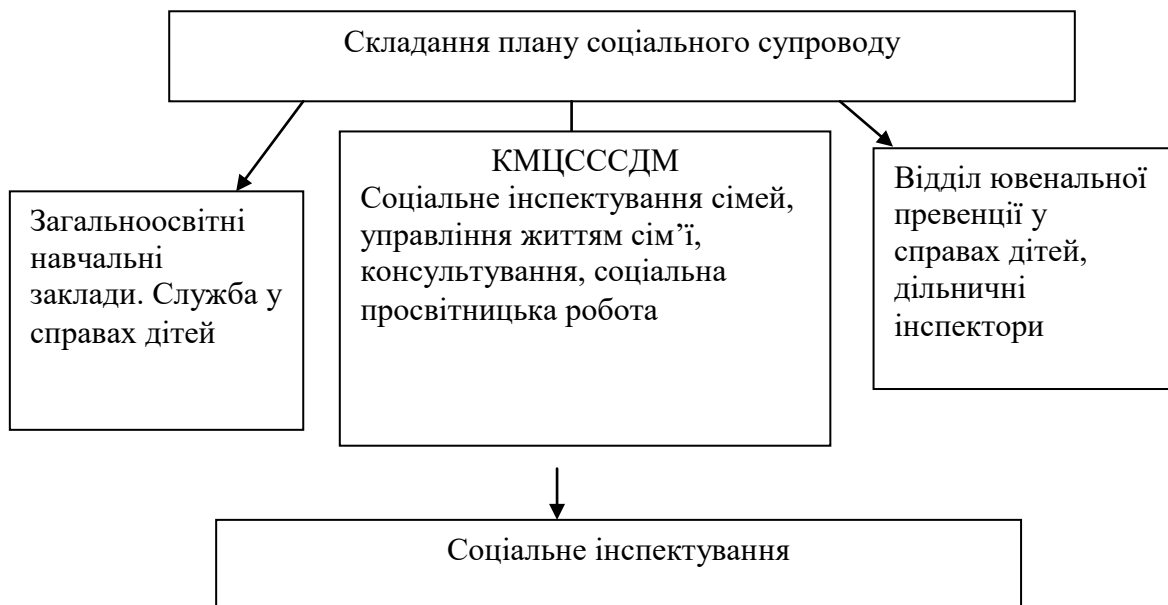 Складання плану соціального супроводу
Загальноосвітні
навчальні
заклади. Служба у
справах дітей
КМЦСССДМ
Соціальне інспектування сімей,
управління життям сім’ї,
консультування, соціальна
просвітницька робота
Відділ ювенальної
превенції у
справах дітей,
дільничні
інспектори
Соціальне інспектування